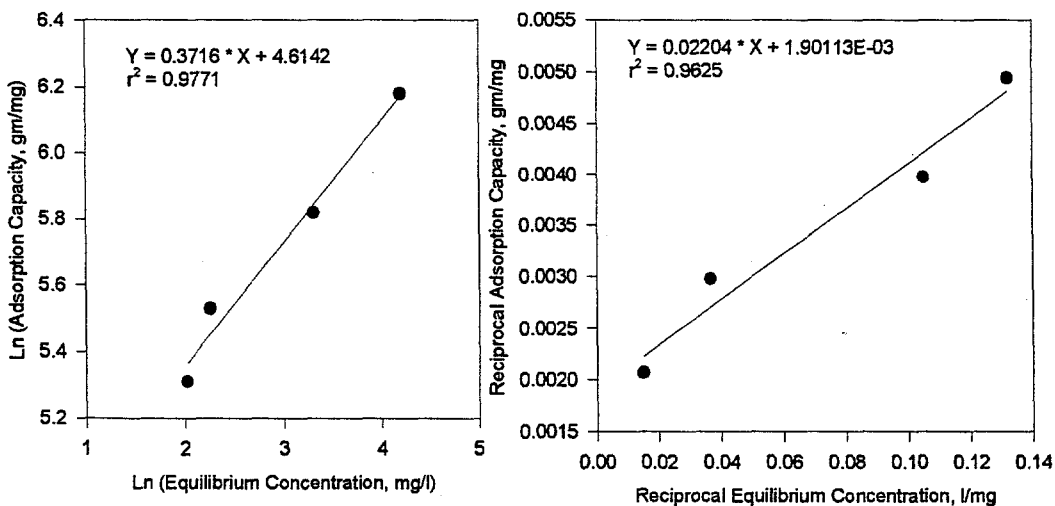 Y = 0.3716 * X + 4.6142
r² = 0.9771
Ln (Adsorption Capacity, gm/mg)
6.4
6.2
6.0
5.8
5.6
5.4
5.2
1 2 3 4 5
Ln (Equilibrium Concentration, mg/l)
Y = 0.02204 * X + 1.90113E-03
r² = 0.9625
Reciprocal Adsorption Capacity, gm/mg
0.0055
0.0050
0.0045
0.0040
0.0035
0.0030
0.0025
0.0020
0.0015
0.00 0.02 0.04 0.06 0.08 0.10 0.12 0.14
Reciprocal Equilibrium Concentration, l/mg